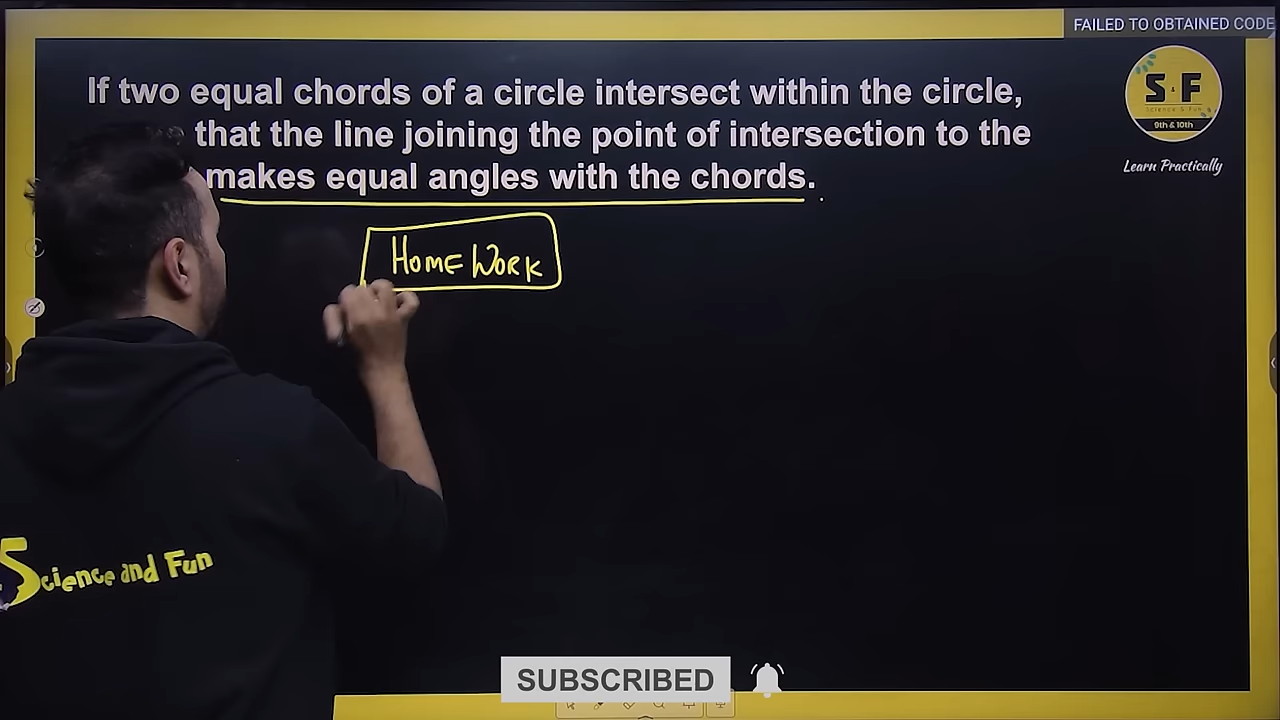 FAILED TO OBTAINED CODE
If two equal chords of a circle intersect within the circle,
that the line joining the point of intersection to the
makes equal angles with the chords.
HOME WORK
S&F
Science & Fun
9th & 10th
Learn Practically
Science and Fun
SUBSCRIBED